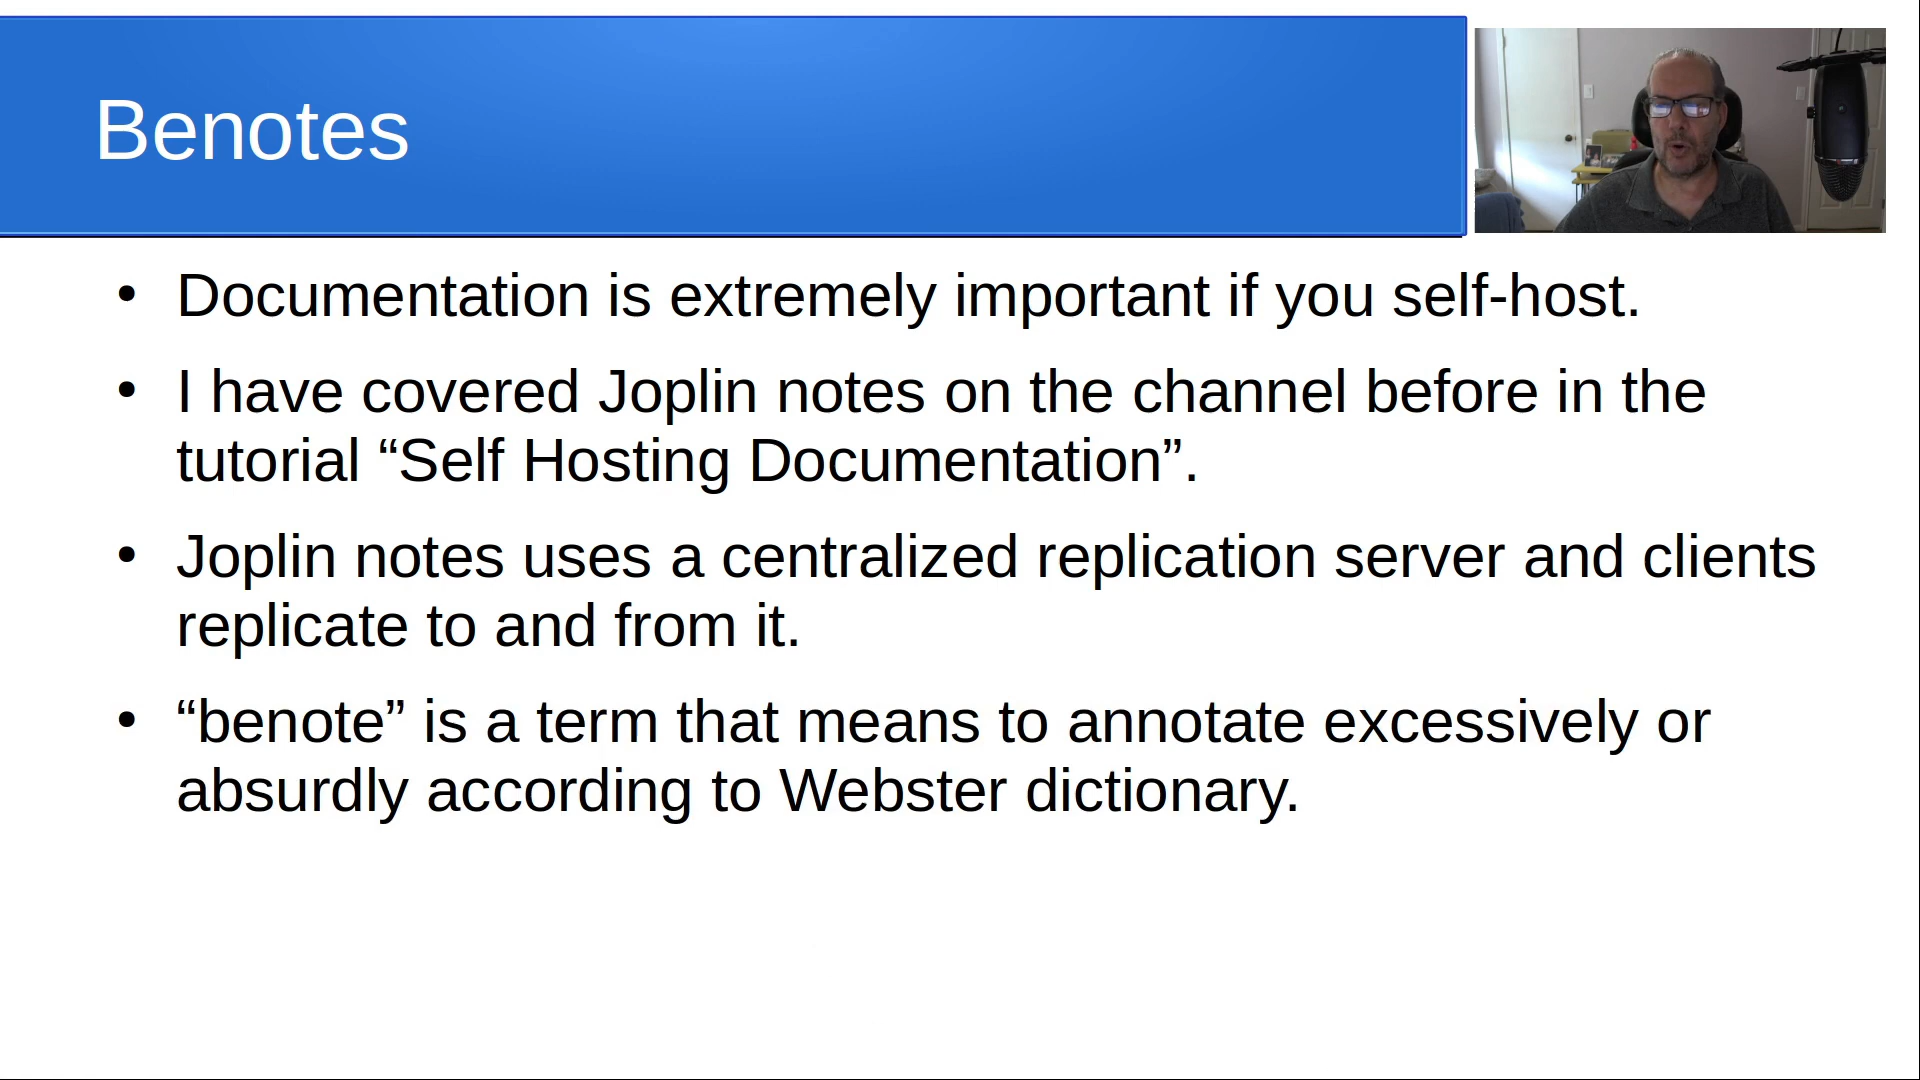 Benotes
• Documentation is extremely important if you self-host.
• I have covered Joplin notes on the channel before in the
tutorial “Self Hosting Documentation”.
• Joplin notes uses a centralized replication server and clients
replicate to and from it.
• “benote” is a term that means to annotate excessively or
absurdly according to Webster dictionary.